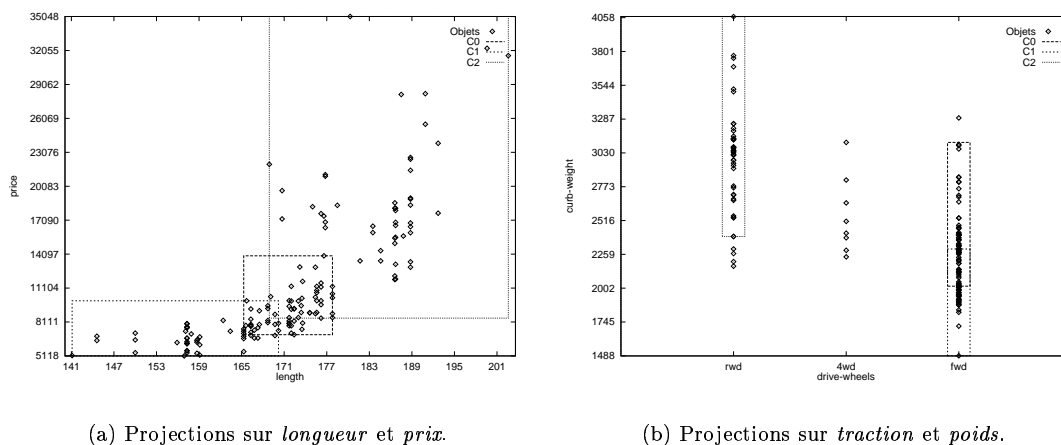 35048
32055
29062
26069
23076
20083
17090
14097
11104
8111
5118
price
141 147 153 159 165 171 177 183 189 195 201
length
Objets
C0
C1
C2
(a) Projections sur longueur et prix.
4058
3801
3544
3287
3030
2773
2516
2259
2002
1745
1488
curb-weight
rwd 4wd fwd
drive-wheels
Objets
C0
C1
C2
(b) Projections sur traction et poids.